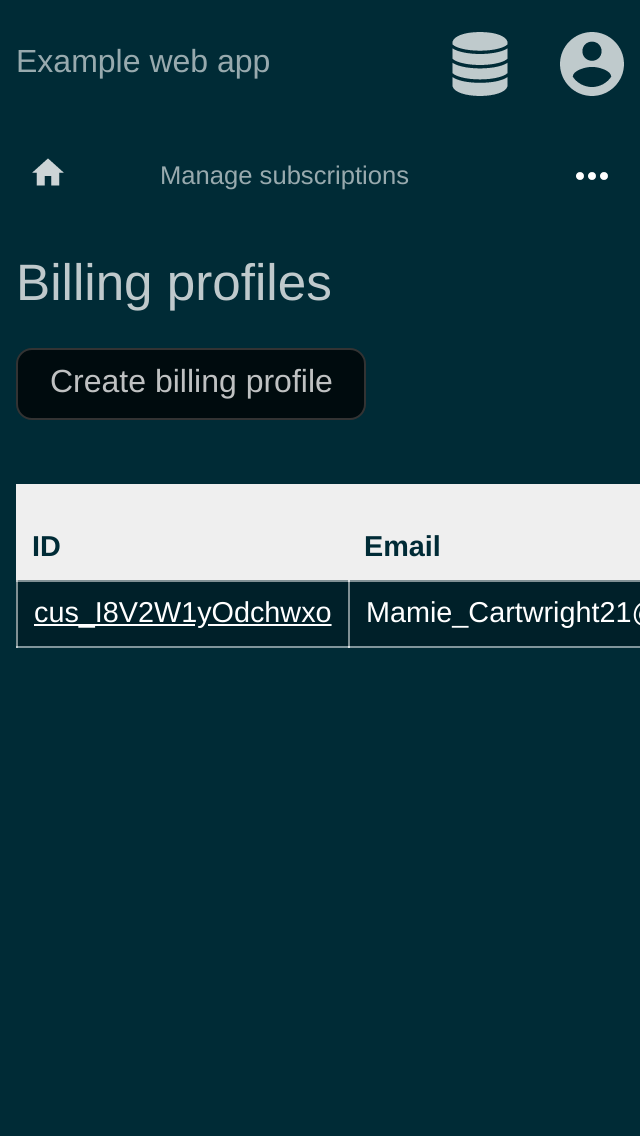 Example web app
Manage subscriptions
Billing profiles
Create billing profile
ID Email
cus_I8V2W1yOdchwxo Mamie_Cartwright21@